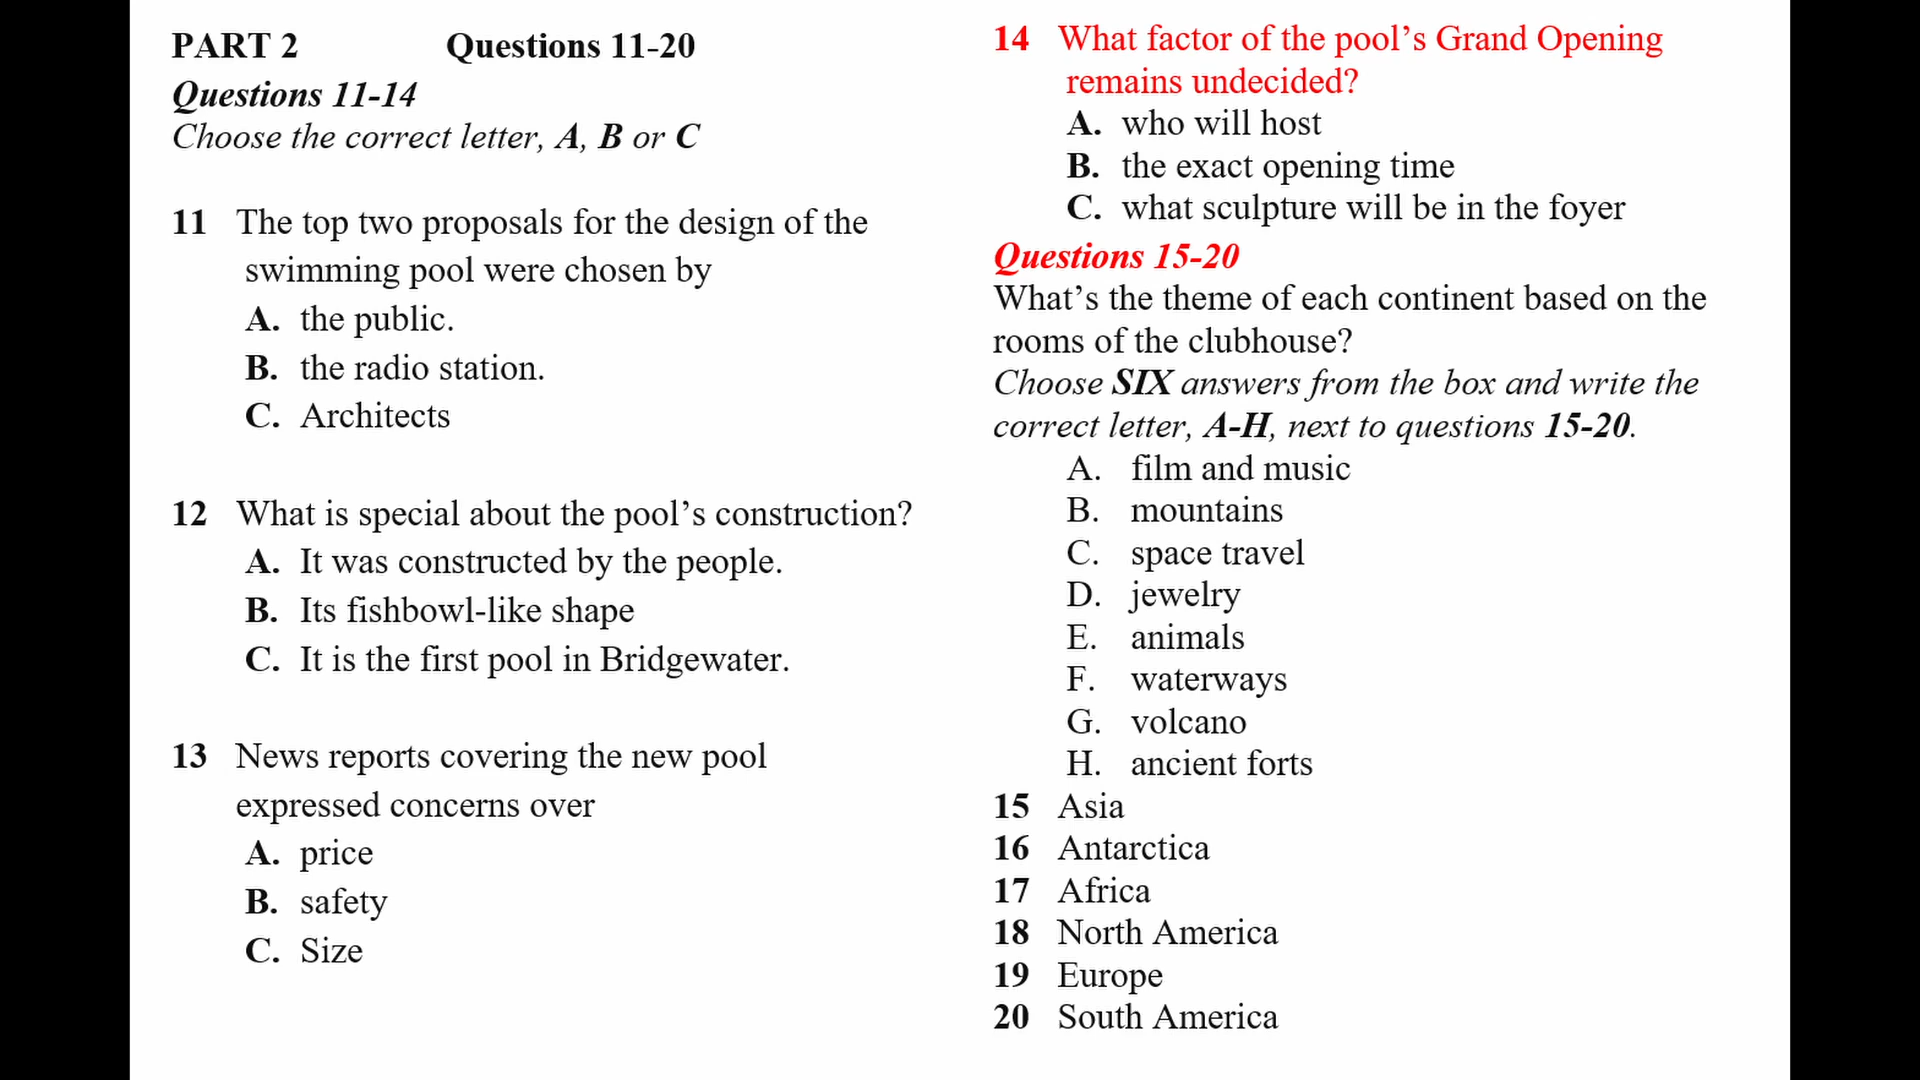 PART 2 Questions 11-20
Questions 11-14
Choose the correct letter, A, B or C
11 The top two proposals for the design of the
swimming pool were chosen by
A. the public.
B. the radio station.
C. Architects
12 What is special about the pool’s construction?
A. It was constructed by the people.
B. Its fishbowl-like shape
C. It is the first pool in Bridgewater.
13 News reports covering the new pool
expressed concerns over
A. price
B. safety
C. Size
14 What factor of the pool’s Grand Opening
remains undecided?
A. who will host
B. the exact opening time
C. what sculpture will be in the foyer
Questions 15-20
What’s the theme of each continent based on the
rooms of the clubhouse?
Choose SIX answers from the box and write the
correct letter, A-H, next to questions 15-20.
A. film and music
B. mountains
C. space travel
D. jewelry
E. animals
F. waterways
G. volcano
H. ancient forts
15 Asia
16 Antarctica
17 Africa
18 North America
19 Europe
20 South America